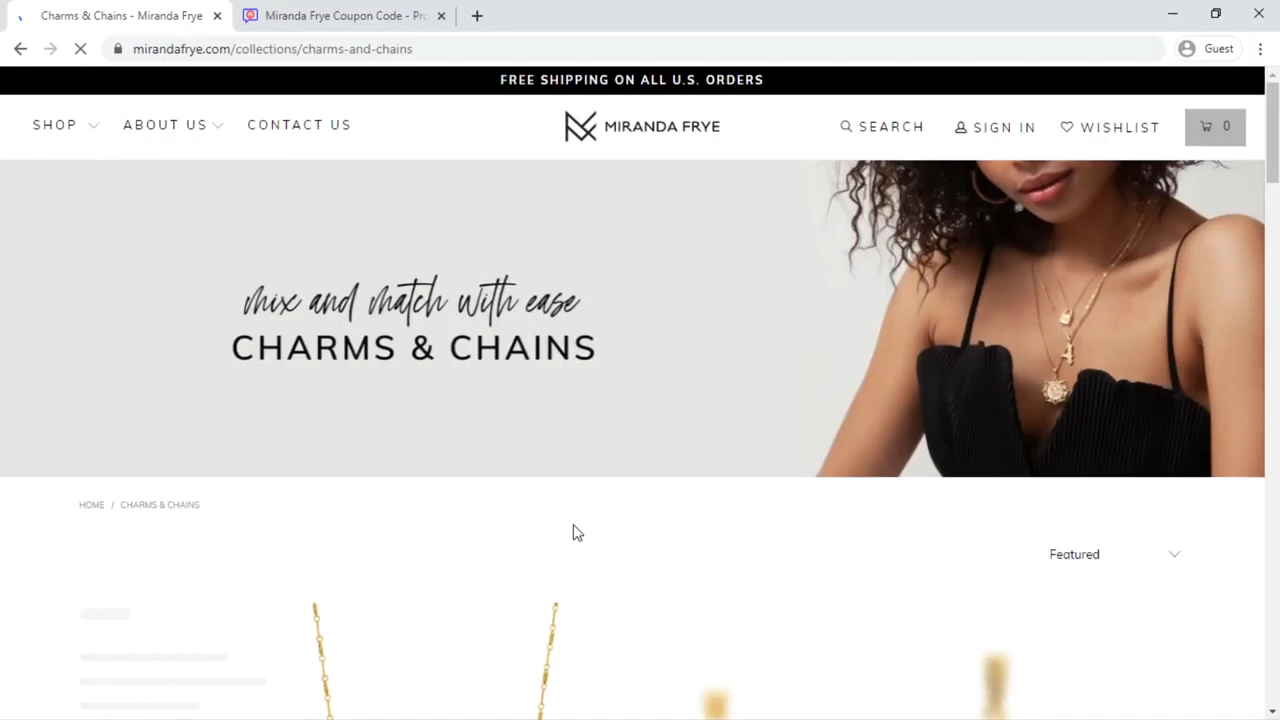 Charms & Chains - Miranda Frye
Miranda Frye Coupon Code - Pro
mirandafrye.com/collections/charms-and-chains
Guest
FREE SHIPPING ON ALL U.S. ORDERS
SHOP ABOUT US CONTACT US MIRANDA FRYE SEARCH SIGN IN WISHLIST 0
mix and match with ease
CHARMS & CHAINS
HOME / CHARMS & CHAINS
Featured